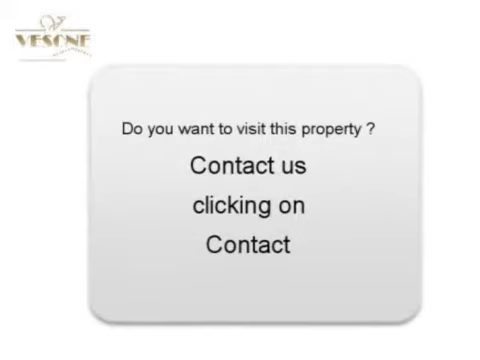 VESONE
Do you want to visit this property ?
Contact us
clicking on
Contact